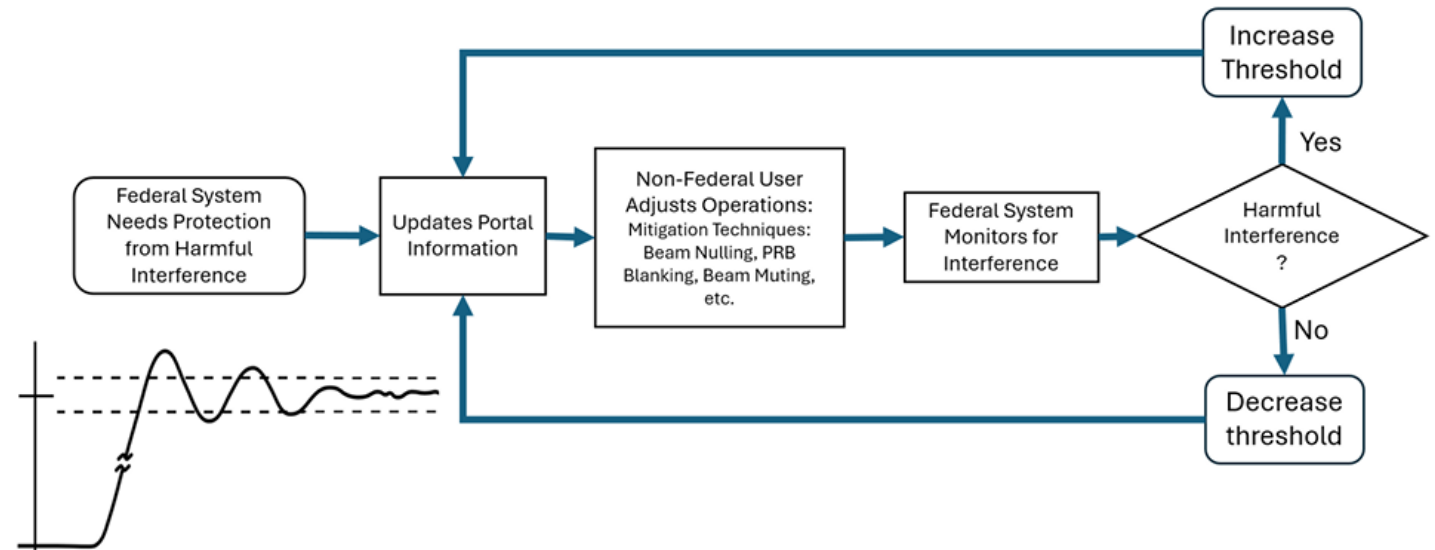 Federal System
Needs Protection
from Harmful
Interference
Updates Portal
Information
Non-Federal User
Adjusts Operations:
Mitigation Techniques:
Beam Nulling, PRB
Blanking, Beam Muting,
etc.
Federal System
Monitors for
Interference
Harmful
Interference
?
Yes
Increase
Threshold
No
Decrease
threshold